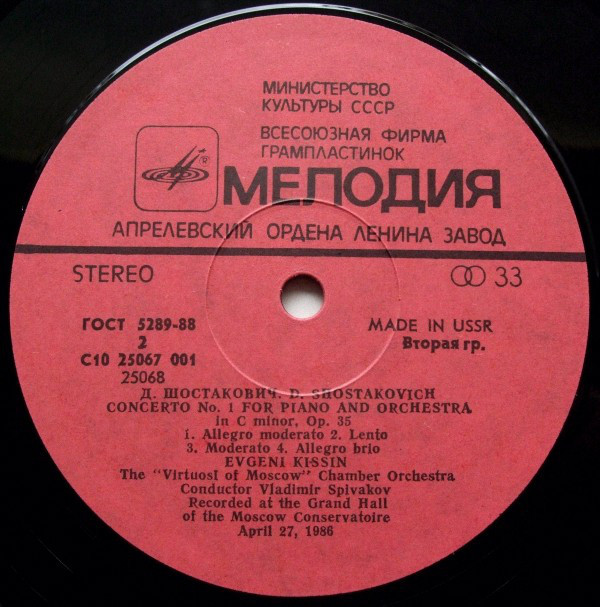 МИНИСТЕРСТВО
КУЛЬТУРЫ СССР
ВСЕСОЮЗНАЯ ФИРМА
ГРАМПЛАСТИНОК
МЕЛОДИЯ
АПРЕЛЕВСКИЙ ОРДЕНА ЛЕНИНА ЗАВОД
STEREO 33
ГОСТ 5289-88 MADE IN USSR
2 Вторая гр.
С10 25067 001
25068
Д. ШОСТАКОВИЧ. D. SHOSTAKOVICH
CONCERTO No. 1 FOR PIANO AND ORCHESTRA
in C minor, Op. 35
1. Allegro moderato 2. Lento
3. Moderato 4. Allegro brio
EVGENI KISSIN
The "Virtuosi of Moscow" Chamber Orchestra
Conductor Vladimir Spivakov
Recorded at the Grand Hall
of the Moscow Conservatoire
April 27, 1986